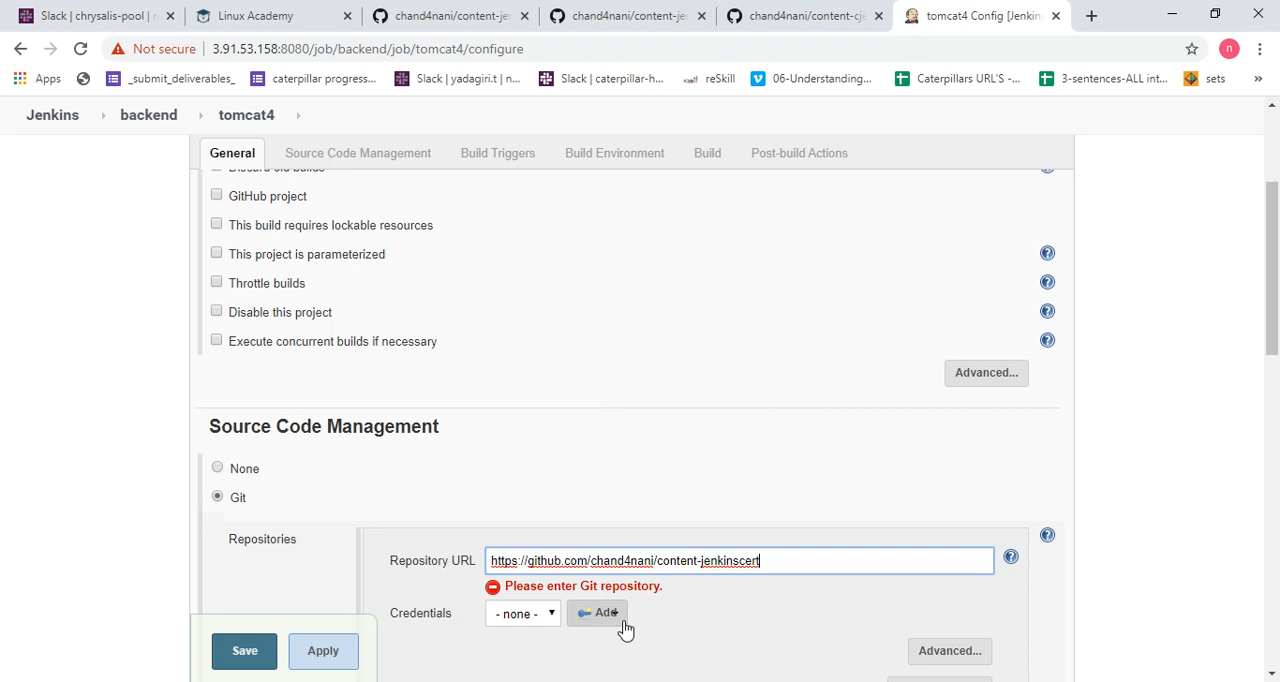 Slack | chrysalis-pool | n
Linux Academy
chand4nani/content-jen
chand4nani/content-jen
chand4nani/content-cje
tomcat4 Config [Jenkins
Not secure
3.91.53.158:8080/job/backend/job/tomcat4/configure
n
Apps
_submit_deliverables_
caterpillar progress...
Slack | yadagiri.t | n...
Slack | caterpillar-h...
reSkill
06-Understanding...
Caterpillars URL'S -...
3-sentences-ALL int...
sets
»
Jenkins
backend
tomcat4
General
Source Code Management
Build Triggers
Build Environment
Build
Post-build Actions
Discard old builds
GitHub project
This build requires lockable resources
This project is parameterized
Throttle builds
Disable this project
Execute concurrent builds if necessary
Advanced...
Source Code Management
None
Git
Repositories
Repository URL
https://github.com/chand4nani/content-jenkinscert
Please enter Git repository.
Credentials
- none -
Add
Save
Apply
Advanced...